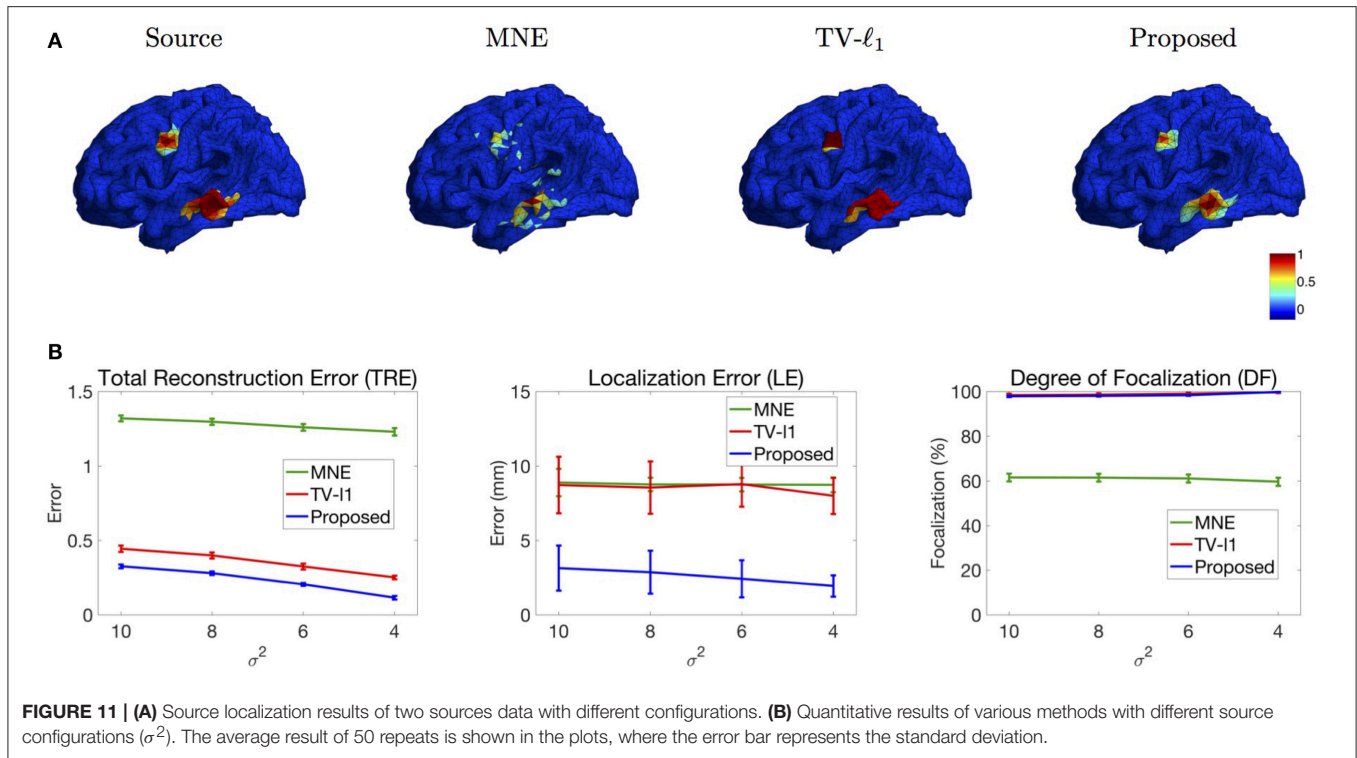 A
Source MNE TV-ℓ₁ Proposed
1
0.5
0
B
Total Reconstruction Error (TRE)
1.5
1
0.5
0
Error
MNE
TV-l1
Proposed
10 8 6 4
σ²
Localization Error (LE)
15
10
5
0
Error (mm)
MNE
TV-l1
Proposed
10 8 6 4
σ²
Degree of Focalization (DF)
100
80
60
40
20
0
Focalization (%)
MNE
TV-l1
Proposed
10 8 6 4
σ²
FIGURE 11 | (A) Source localization results of two sources data with different configurations. (B) Quantitative results of various methods with different source
configurations (σ²). The average result of 50 repeats is shown in the plots, where the error bar represents the standard deviation.